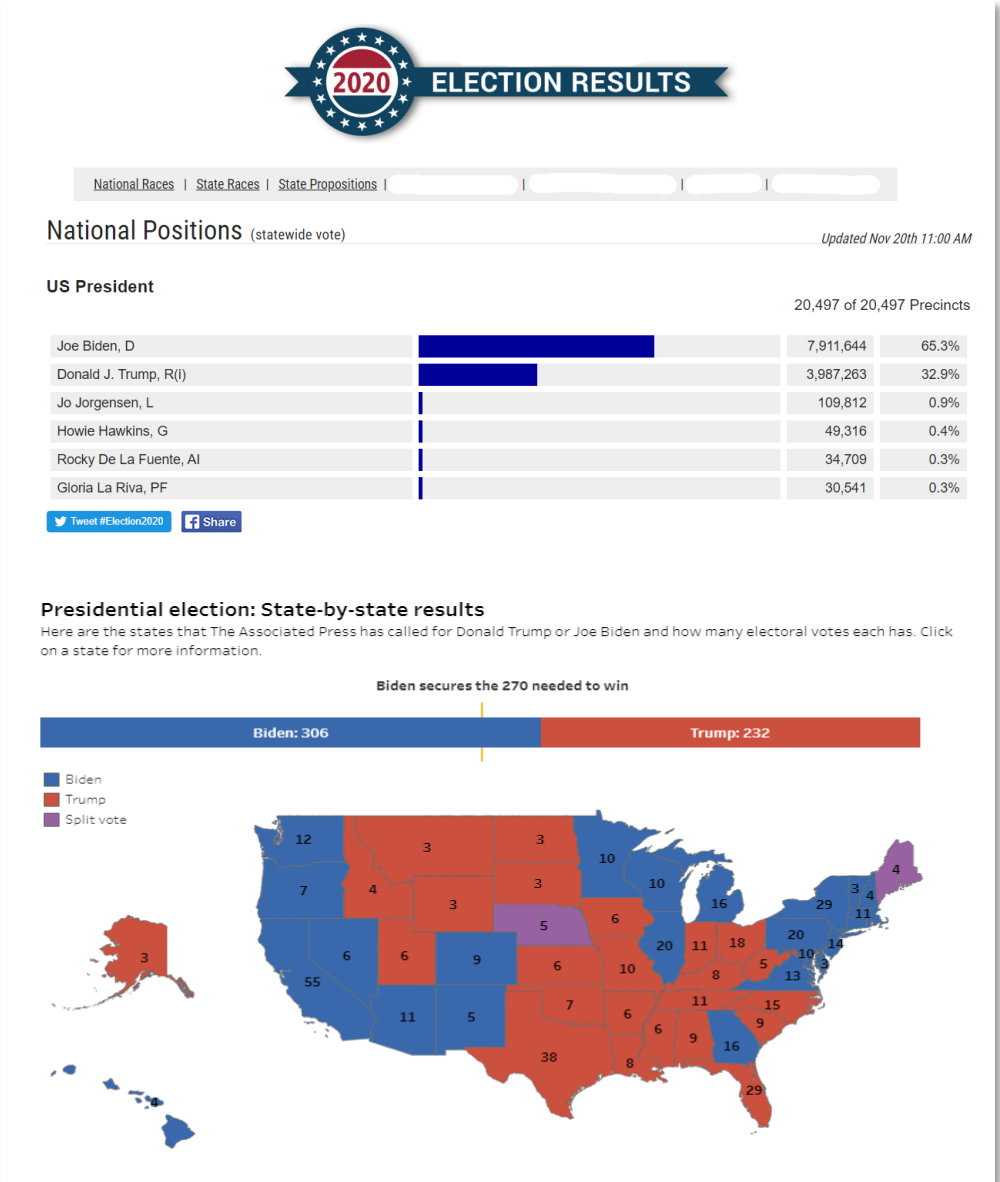 2020 ELECTION RESULTS
National Races | State Races | State Propositions | | | |
National Positions (statewide vote)
Updated Nov 20th 11:00 AM
US President
20,497 of 20,497 Precincts
Joe Biden, D 7,911,644 65.3%
Donald J. Trump, R(i) 3,987,263 32.9%
Jo Jorgensen, L 109,812 0.9%
Howie Hawkins, G 49,316 0.4%
Rocky De La Fuente, AI 34,709 0.3%
Gloria La Riva, PF 30,541 0.3%
Tweet #Election2020 Share
Presidential election: State-by-state results
Here are the states that The Associated Press has called for Donald Trump or Joe Biden and how many electoral votes each has. Click
on a state for more information.
Biden secures the 270 needed to win
Biden: 306 Trump: 232
Biden
Trump
Split vote
12 3 3 10 4
7 4 3 3 10 16 29 3 4 11
6 6 9 5 6 20 11 18 20 14
3 55 6 10 8 5 13 10 3
11 5 7 6 11 15
38 8 6 9 16 9
4 29